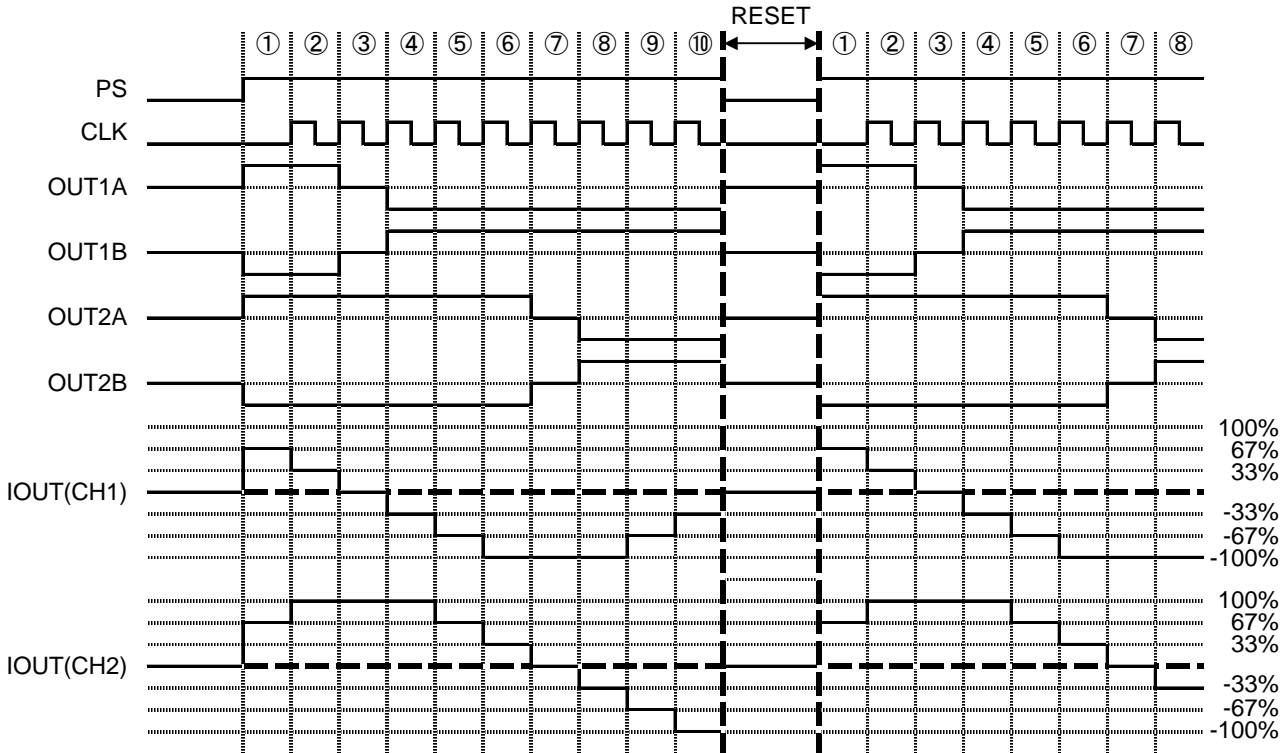 RESET
① ② ③ ④ ⑤ ⑥ ⑦ ⑧ ⑨ ⑩ ① ② ③ ④ ⑤ ⑥ ⑦ ⑧
PS
CLK
OUT1A
OUT1B
OUT2A
OUT2B
100%
67%
33%
IOUT(CH1)
-33%
-67%
-100%
100%
67%
33%
IOUT(CH2)
-33%
-67%
-100%